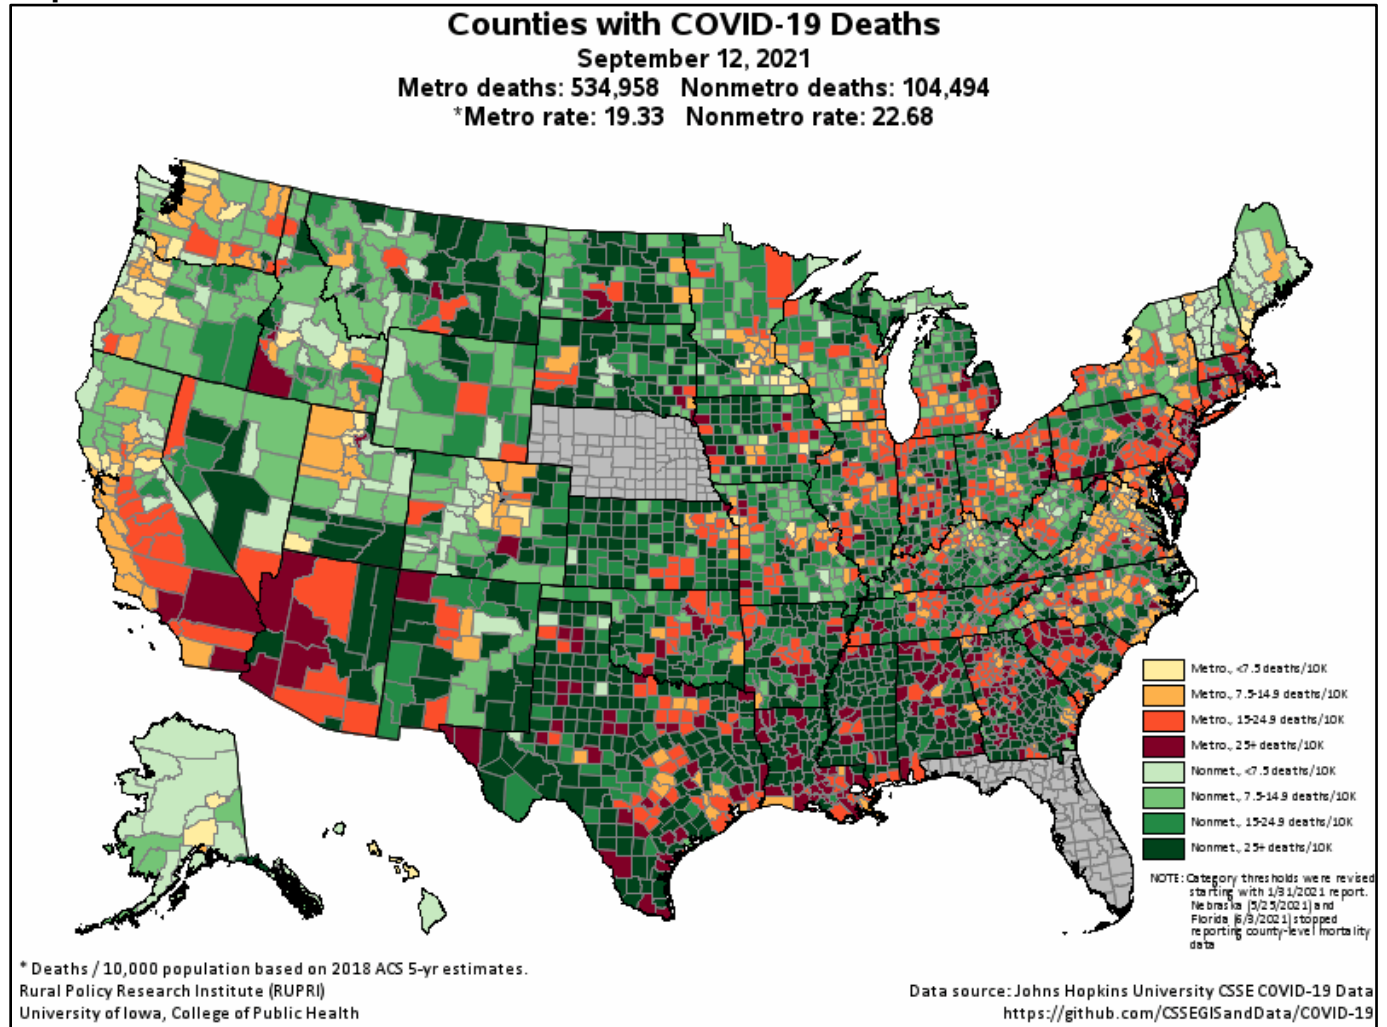 Counties with COVID-19 Deaths
September 12, 2021
Metro deaths: 534,958 Nonmetro deaths: 104,494
*Metro rate: 19.33 Nonmetro rate: 22.68
Metro., <7.5 deaths/10K
Metro., 7.5-14.9 deaths/10K
Metro., 15-24.9 deaths/10K
Metro., 25+ deaths/10K
Nonmet., <7.5 deaths/10K
Nonmet., 7.5-14.9 deaths/10K
Nonmet., 15-24.9 deaths/10K
Nonmet., 25+ deaths/10K
NOTE: Category thresholds were revised
starting with 1/31/2021 report.
Nebraska (5/25/2021) and
Florida (6/3/2021) stopped
reporting county-level mortality
data
* Deaths / 10,000 population based on 2018 ACS 5-yr estimates.
Rural Policy Research Institute (RUPRI)
University of Iowa, College of Public Health
Data source: Johns Hopkins University CSSE COVID-19 Data
https://github.com/CSSEGISandData/COVID-19